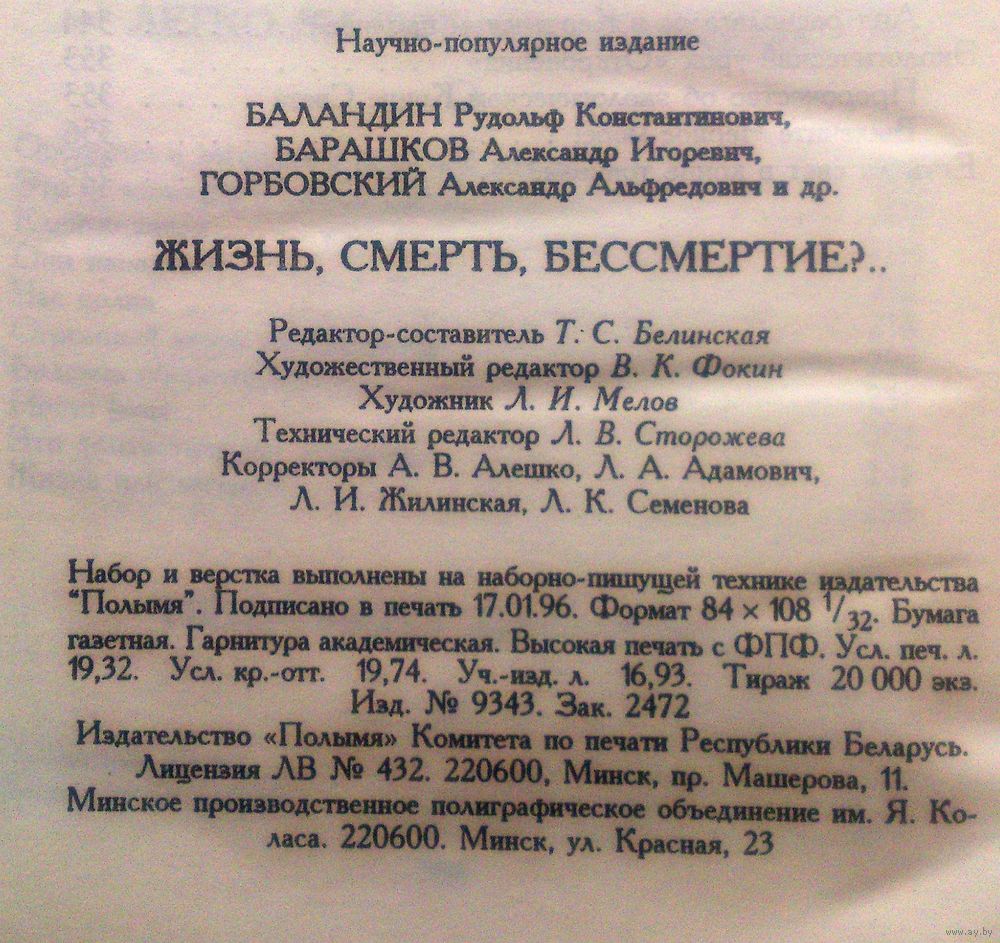 Научно-популярное издание
БАЛАНДИН Рудольф Константинович,
БАРАШКОВ Александр Игоревич,
ГОРБОВСКИЙ Александр Альфредович и др.
ЖИЗНЬ, СМЕРТЬ, БЕССМЕРТИЕ?..
Редактор-составитель Т. С. Белинская
Художественный редактор В. К. Фокин
Художник Л. И. Мелов
Технический редактор Л. В. Сторожева
Корректоры А. В. Алешко, Л. А. Адамович,
Л. И. Жилинская, Л. К. Семенова
Набор и верстка выполнены на наборно-пишущей технике издательства
"Полымя". Подписано в печать 17.01.96. Формат 84 × 108 1/32. Бумага
газетная. Гарнитура академическая. Высокая печать с ФПФ. Усл. печ. л.
19,32. Усл. кр.-отт. 19,74. Уч.-изд. л. 16,93. Тираж 20 000 экз.
Изд. № 9343. Зак. 2472
Издательство «Полымя» Комитета по печати Республики Беларусь.
Лицензия ЛВ № 432. 220600, Минск, пр. Машерова, 11.
Минское производственное полиграфическое объединение им. Я. Ко-
ласа. 220600. Минск, ул. Красная, 23
www.ay.by